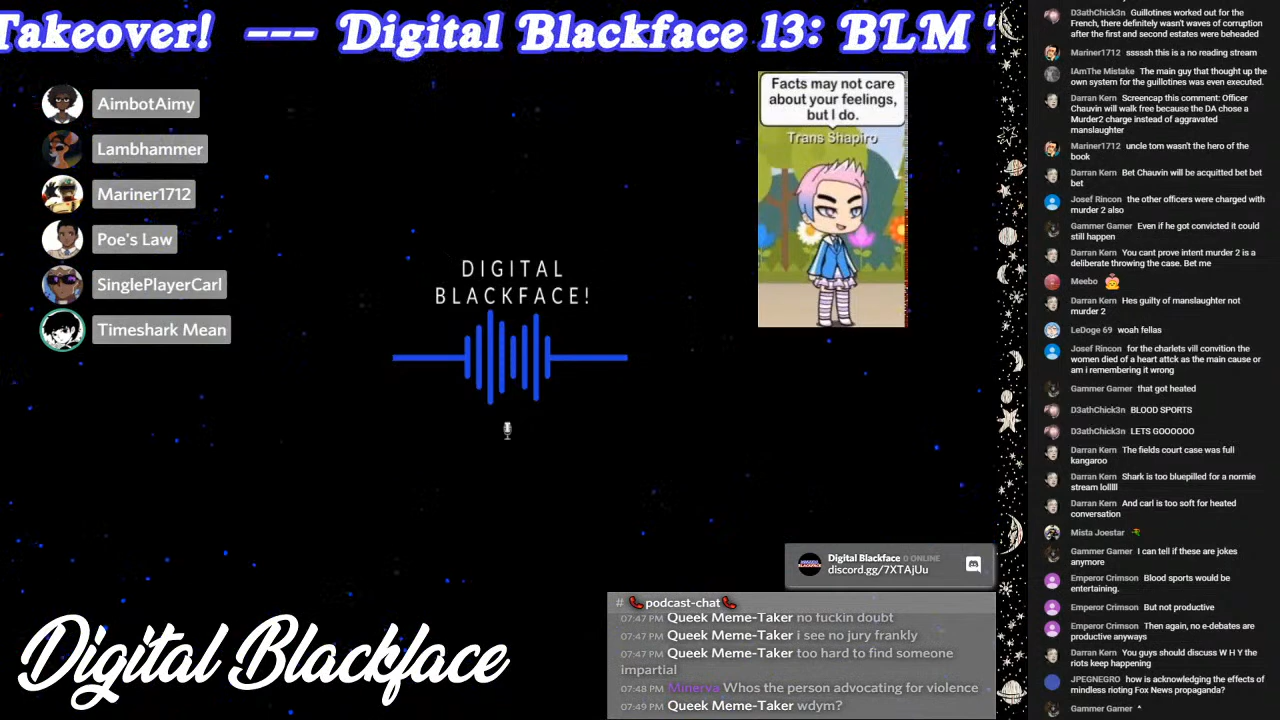 Takeover! --- Digital Blackface 13: BLM
AimbotAimy
Lambhammer
Mariner1712
Poe's Law
SinglePlayerCarl
Timeshark Mean
DIGITAL
BLACKFACE!
Facts may not care
about your feelings,
but I do.
Trans Shapiro
Digital Blackface 0 ONLINE
discord.gg/7XTAjUu
Digital Blackface
# podcast-chat
07:47 PM Queek Meme-Taker no fuckin doubt
07:47 PM Queek Meme-Taker i see no jury frankly
07:47 PM Queek Meme-Taker too hard to find someone
impartial
07:48 PM Minerva Whos the person advocating for violence
07:49 PM Queek Meme-Taker wdym?
D3athChick3n Guillotines worked out for the
French, there definitely wasn't waves of corruption
after the first and second estates were beheaded
Mariner1712 sssssh this is a no reading stream
IAmThe Mistake The main guy that thought up the
own system for the guillotines was even executed.
Darran Kern Screencap this comment: Officer
Chauvin will walk free because the DA chose a
Murder2 charge instead of aggravated
manslaughter
Mariner1712 uncle tom wasn't the hero of the
book
Darran Kern Bet Chauvin will be acquitted bet bet
bet
Josef Rincon the other officers were charged with
murder 2 also
Gammer Gamer Even if he got convicted it could
still happen
Darran Kern You cant prove intent murder 2 is a
deliberate throwing the case. Bet me
Meebo
Darran Kern Hes guilty of manslaughter not
murder 2
LeDoge 69 woah fellas
Josef Rincon for the charlets vill convition the
women died of a heart attck as the main cause or
am i remembering it wrong
Gammer Gamer that got heated
D3athChick3n BLOOD SPORTS
D3athChick3n LETS GOOOOOO
Darran Kern The fields court case was full
kangaroo
Darran Kern Shark is too bluepilled for a normie
stream lolllll
Darran Kern And carl is too soft for heated
conversation
Mista Joestar
Gammer Gamer I can tell if these are jokes
anymore
Emperor Crimson Blood sports would be
entertaining.
Emperor Crimson But not productive
Emperor Crimson Then again, no e-debates are
productive anyways
Darran Kern You guys should discuss W H Y the
riots keep happening
JPEGNEGRO how is acknowledging the effects of
mindless rioting Fox News propaganda?
Gammer Gamer ^